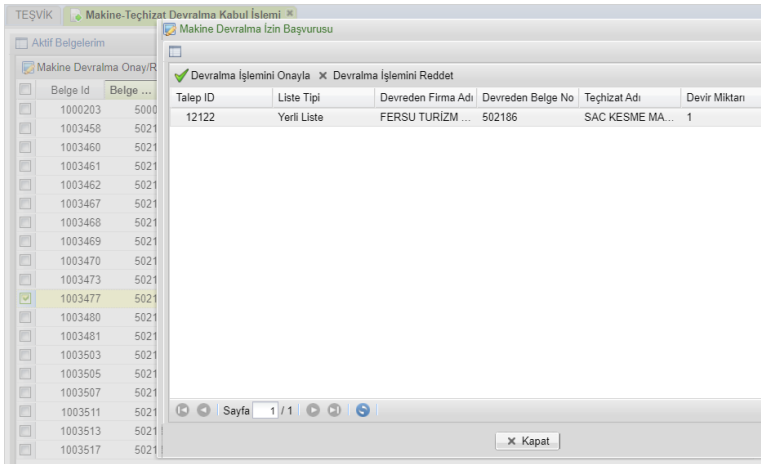 TEŞVİK
Makine-Teçhizat Devralma Kabul İşlemi
Makine Devralma İzin Başvurusu
Aktif Belgelerim
Makine Devralma Onay/R
Devralma İşlemini Onayla Devralma İşlemini Reddet
Belge Id Belge ...
Talep ID Liste Tipi Devreden Firma Adı Devreden Belge No Teçhizat Adı Devir Miktarı
12122 Yerli Liste FERSU TURİZM ... 502186 SAC KESME MA... 1
1000203 5000
1003458 5021
1003460 5021
1003461 5021
1003462 5021
1003467 5021
1003468 5021
1003469 5021
1003470 5021
1003473 5021
1003477 5021
1003480 5021
1003481 5021
1003503 5021
1003505 5021
1003507 5021
1003511 5021
1003513 5021
1003517 5021
Sayfa 1 / 1
Kapat